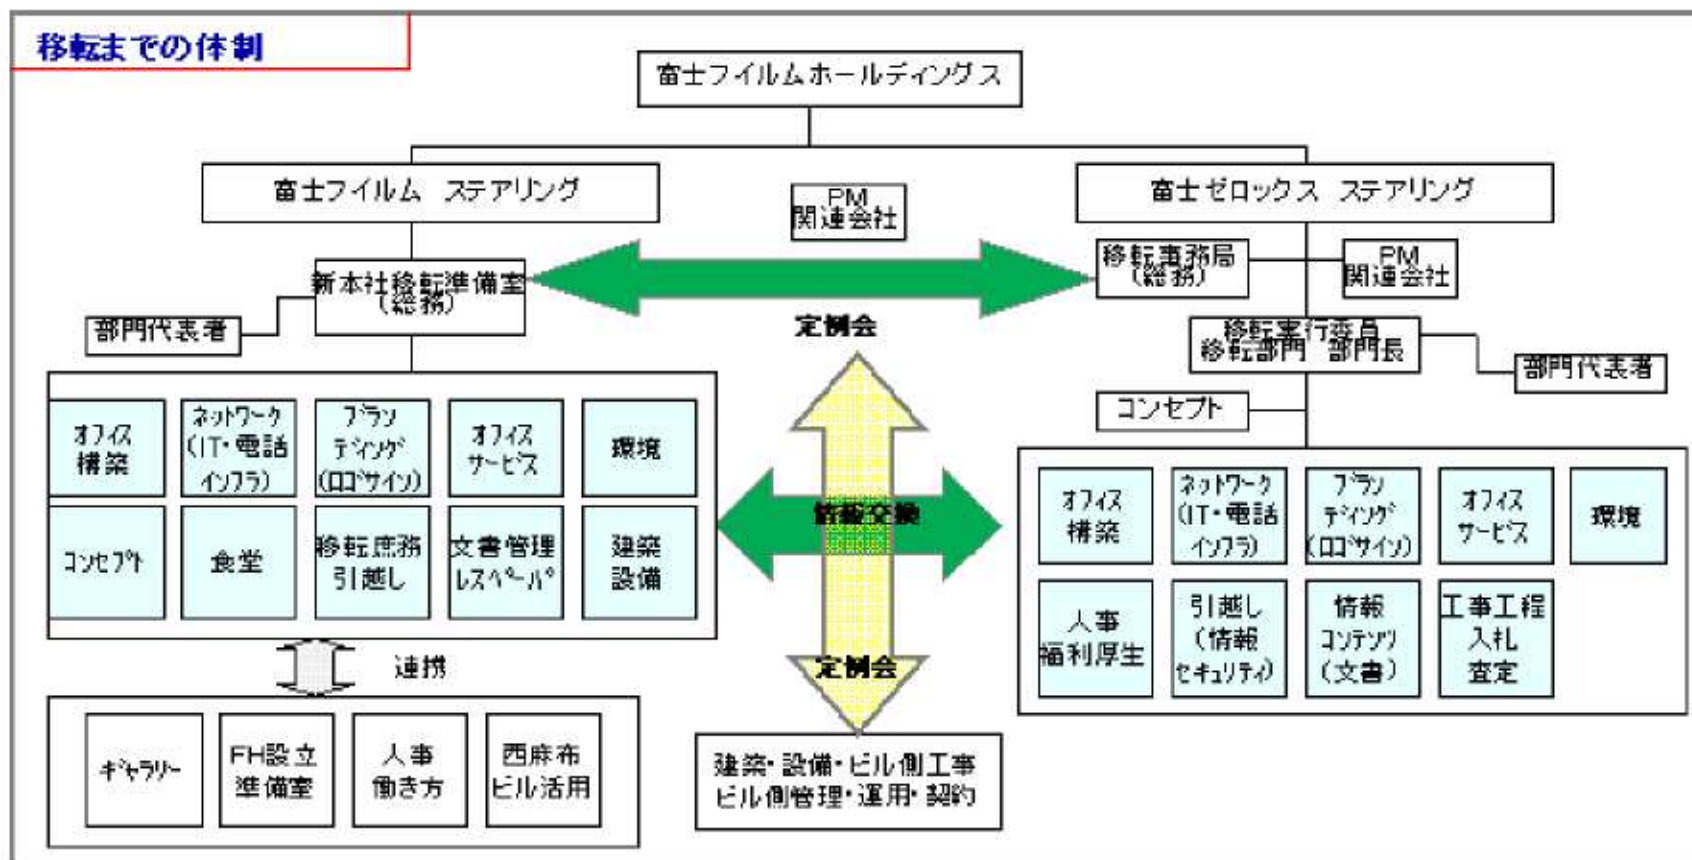 移転までの体制
富士フイルムホールディングス
富士フイルム ステアリング
PM
関連会社
富士ゼロックス ステアリング
新本社移転準備室
(総務)
移転事務局
(総務)
PM
関連会社
部門代表者
定例会
移転実行委員
移転部門 部門長
部門代表者
コンセプト
オフィス
構築
ネットワーク
(IT・電話
インフラ)
ブラン
ディング
(ロゴサイン)
オフィス
サービス
環境
コンセプト
食堂
移転庶務
引越し
文書管理
レスペーパ
建築
設備
情報交換
オフィス
構築
ネットワーク
(IT・電話
インフラ)
ブラン
ディング
(ロゴサイン)
オフィス
サービス
環境
人事
福利厚生
引越し
(情報
セキュリティ)
情報
コンテンツ
(文書)
工事工程
入札
査定
連携
定例会
ギャラリー
FH設立
準備室
人事
働き方
西麻布
ビル活用
建築・設備・ビル側工事
ビル側管理・運用・契約